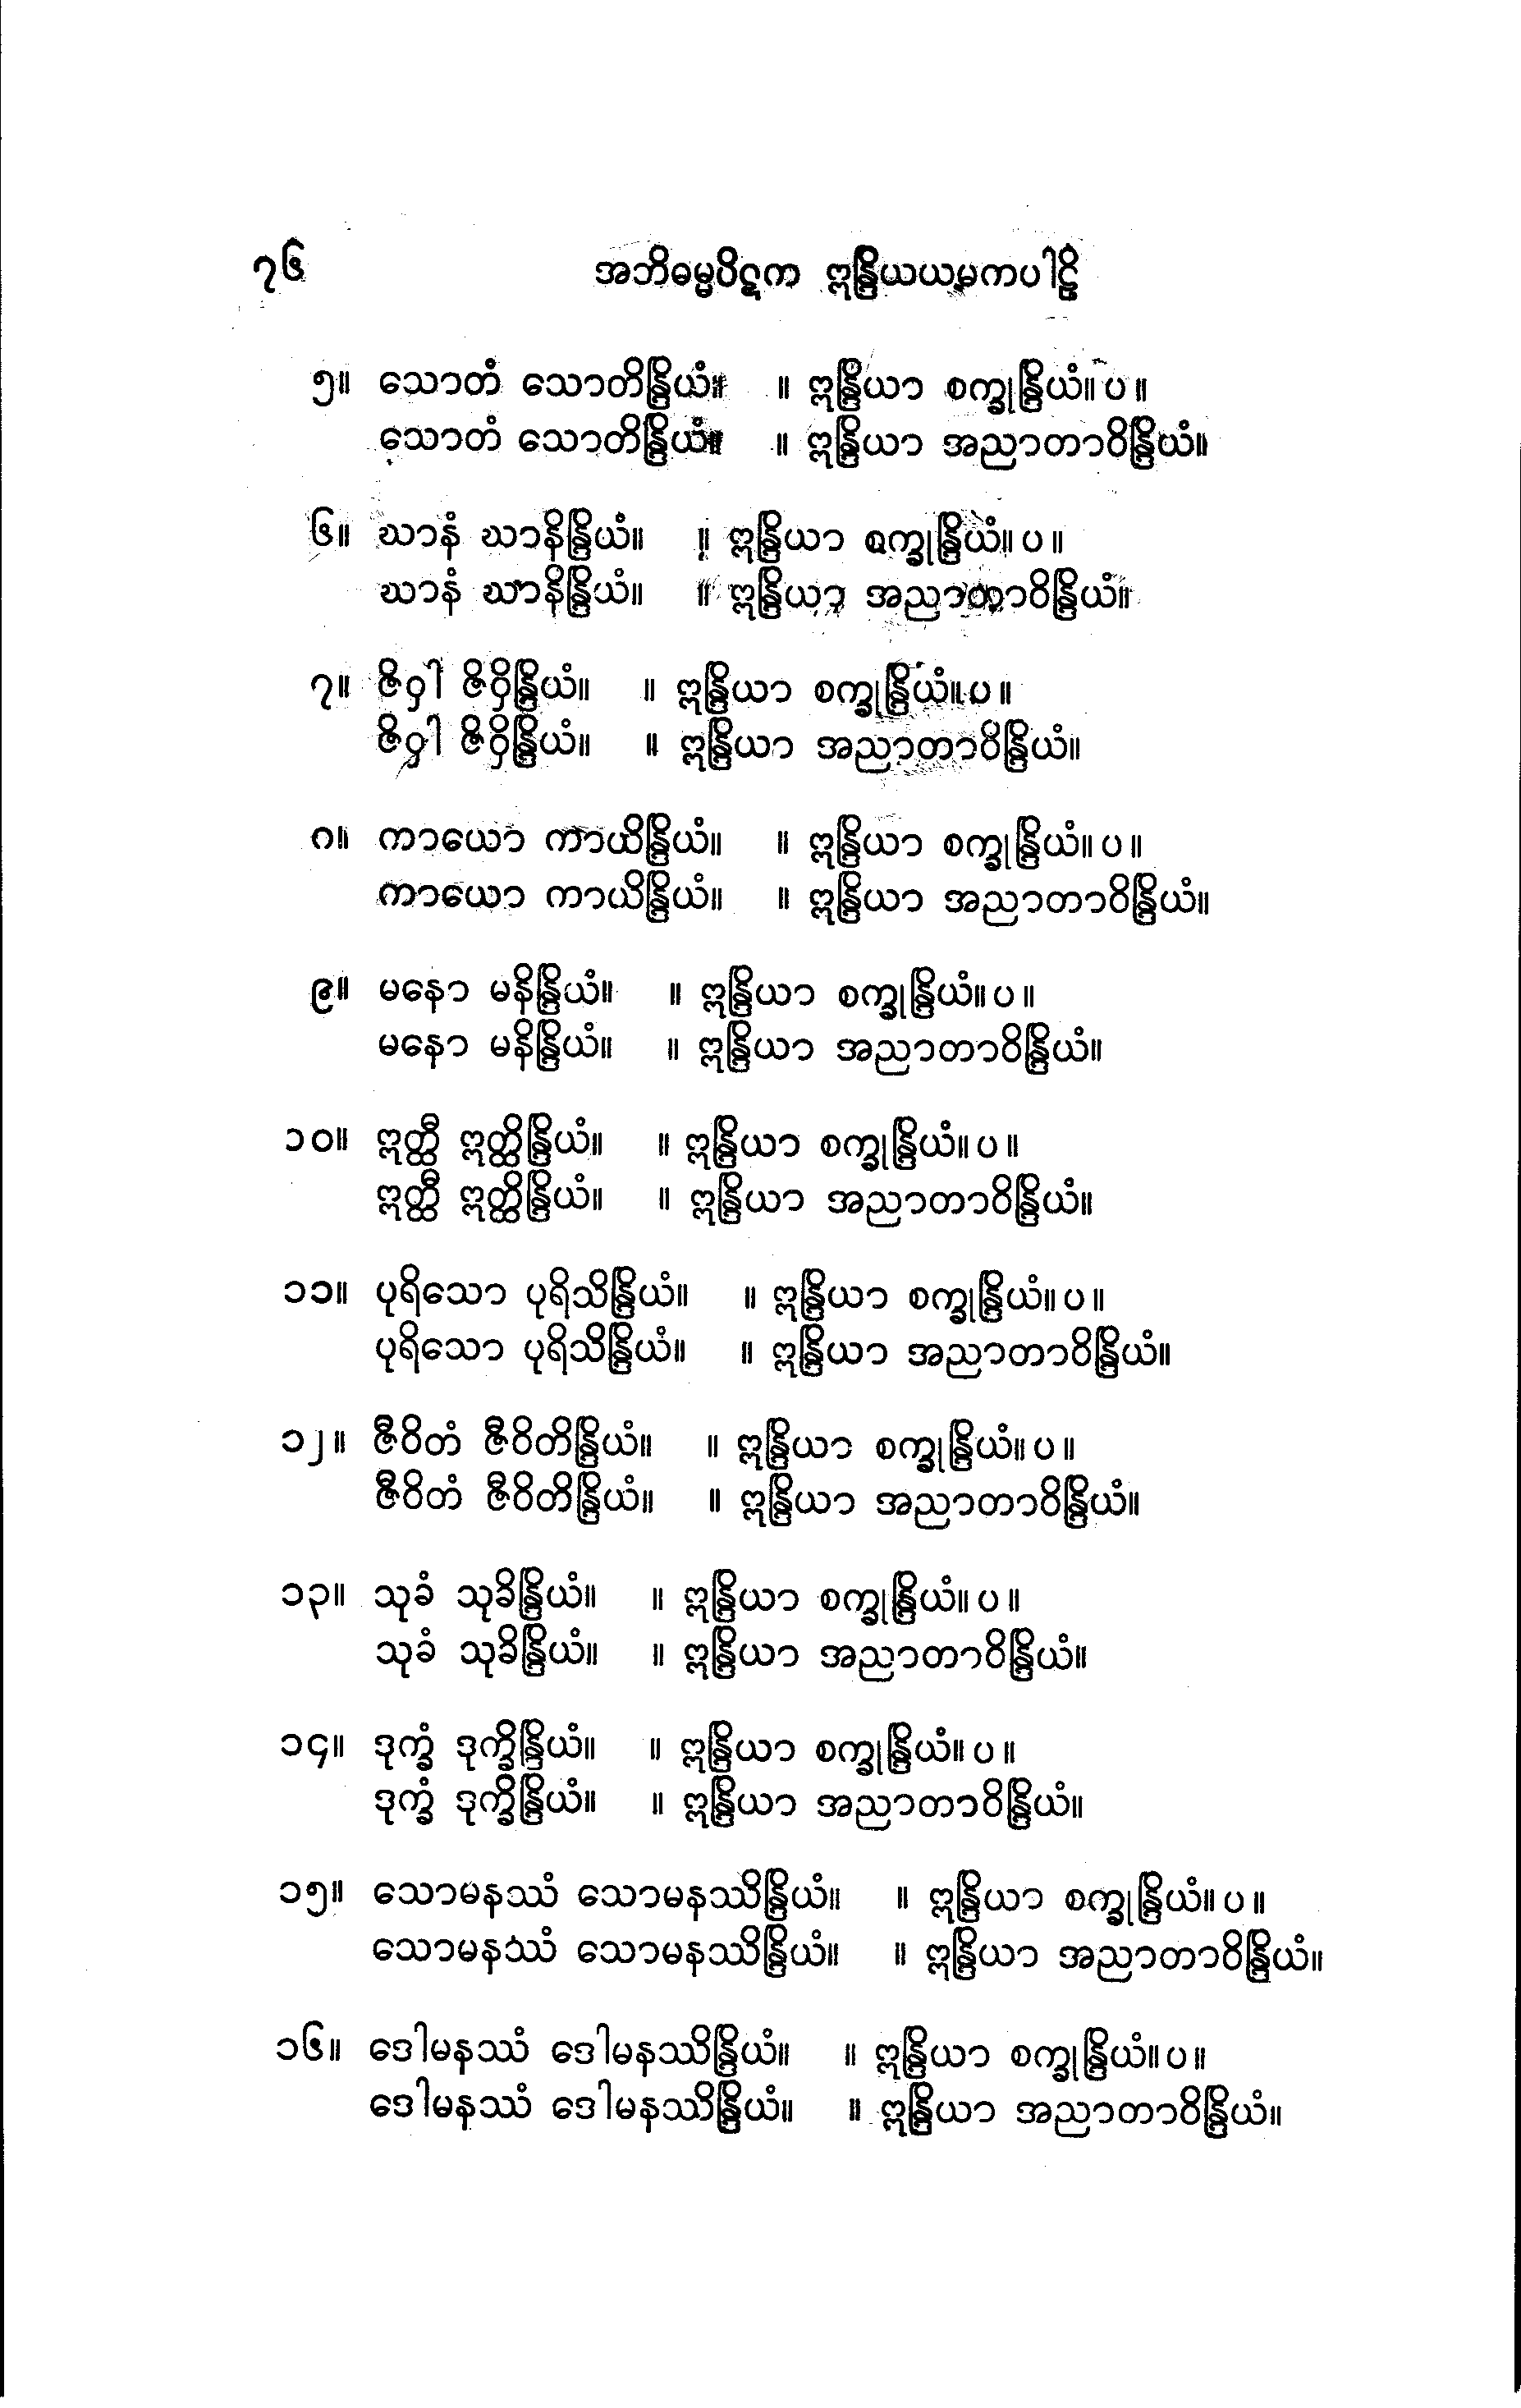 ၇၆ အဘိဓမ္မပိဋက ဣန္ဒြိယယမကပါဠိ
၅။ သောတံ သောတိန္ဒြိယံ။ ။ ဣန္ဒြိယာ စက္ခုန္ဒြိယံ။ ပ ။
သောတံ သောတိန္ဒြိယံ။ ။ ဣန္ဒြိယာ အညာတာဝိန္ဒြိယံ။
၆။ ဃာနံ ဃာနိန္ဒြိယံ။ ။ ဣန္ဒြိယာ စက္ခုန္ဒြိယံ။ ပ ။
ဃာနံ ဃာနိန္ဒြိယံ။ ။ ဣန္ဒြိယာ အညာတာဝိန္ဒြိယံ။
၇။ ဇိဝှါ ဇိဝှိန္ဒြိယံ။ ။ ဣန္ဒြိယာ စက္ခုန္ဒြိယံ။ ပ ။
ဇိဝှါ ဇိဝှိန္ဒြိယံ။ ။ ဣန္ဒြိယာ အညာတာဝိန္ဒြိယံ။
၈။ ကာယော ကာယိန္ဒြိယံ။ ။ ဣန္ဒြိယာ စက္ခုန္ဒြိယံ။ ပ ။
ကာယော ကာယိန္ဒြိယံ။ ။ ဣန္ဒြိယာ အညာတာဝိန္ဒြိယံ။
၉။ မနော မနိန္ဒြိယံ။ ။ ဣန္ဒြိယာ စက္ခုန္ဒြိယံ။ ပ ။
မနော မနိန္ဒြိယံ။ ။ ဣန္ဒြိယာ အညာတာဝိန္ဒြိယံ။
၁၀။ ဣတ္ထီ ဣတ္ထိန္ဒြိယံ။ ။ ဣန္ဒြိယာ စက္ခုန္ဒြိယံ။ ပ ။
ဣတ္ထီ ဣတ္ထိန္ဒြိယံ။ ။ ဣန္ဒြိယာ အညာတာဝိန္ဒြိယံ။
၁၁။ ပုရိသော ပုရိသိန္ဒြိယံ။ ။ ဣန္ဒြိယာ စက္ခုန္ဒြိယံ။ ပ ။
ပုရိသော ပုရိသိန္ဒြိယံ။ ။ ဣန္ဒြိယာ အညာတာဝိန္ဒြိယံ။
၁၂။ ဇီဝိတံ ဇီဝိတိန္ဒြိယံ။ ။ ဣန္ဒြိယာ စက္ခုန္ဒြိယံ။ ပ ။
ဇီဝိတံ ဇီဝိတိန္ဒြိယံ။ ။ ဣန္ဒြိယာ အညာတာဝိန္ဒြိယံ။
၁၃။ သုခံ သုခိန္ဒြိယံ။ ။ ဣန္ဒြိယာ စက္ခုန္ဒြိယံ။ ပ ။
သုခံ သုခိန္ဒြိယံ။ ။ ဣန္ဒြိယာ အညာတာဝိန္ဒြိယံ။
၁၄။ ဒုက္ခံ ဒုက္ခိန္ဒြိယံ။ ။ ဣန္ဒြိယာ စက္ခုန္ဒြိယံ။ ပ ။
ဒုက္ခံ ဒုက္ခိန္ဒြိယံ။ ။ ဣန္ဒြိယာ အညာတာဝိန္ဒြိယံ။
၁၅။ သောမနဿံ သောမနဿိန္ဒြိယံ။ ။ ဣန္ဒြိယာ စက္ခုန္ဒြိယံ။ ပ ။
သောမနဿံ သောမနဿိန္ဒြိယံ။ ။ ဣန္ဒြိယာ အညာတာဝိန္ဒြိယံ။
၁၆။ ဒေါမနဿံ ဒေါမနဿိန္ဒြိယံ။ ။ ဣန္ဒြိယာ စက္ခုန္ဒြိယံ။ ပ ။
ဒေါမနဿံ ဒေါမနဿိန္ဒြိယံ။ ။ ဣန္ဒြိယာ အညာတာဝိန္ဒြိယံ။